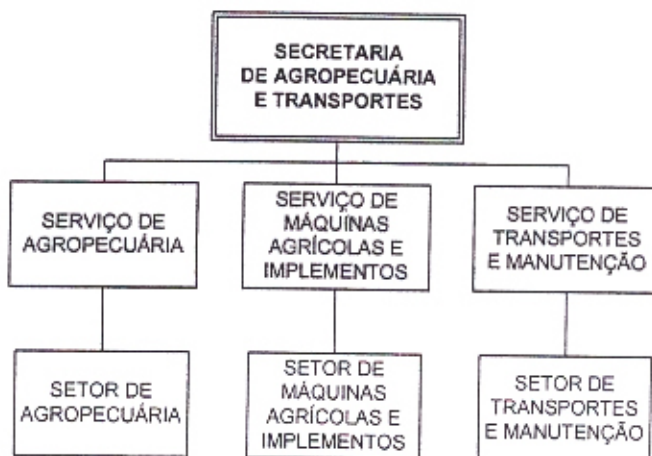 SECRETARIA
DE AGROPECUÁRIA
E TRANSPORTES
SERVIÇO DE
AGROPECUÁRIA
SERVIÇO DE
MÁQUINAS
AGRÍCOLAS E
IMPLEMENTOS
SERVIÇO DE
TRANSPORTES
E MANUTENÇÃO
SETOR DE
AGROPECUÁRIA
SETOR DE
MÁQUINAS
AGRÍCOLAS E
IMPLEMENTOS
SETOR DE
TRANSPORTES
E MANUTENÇÃO